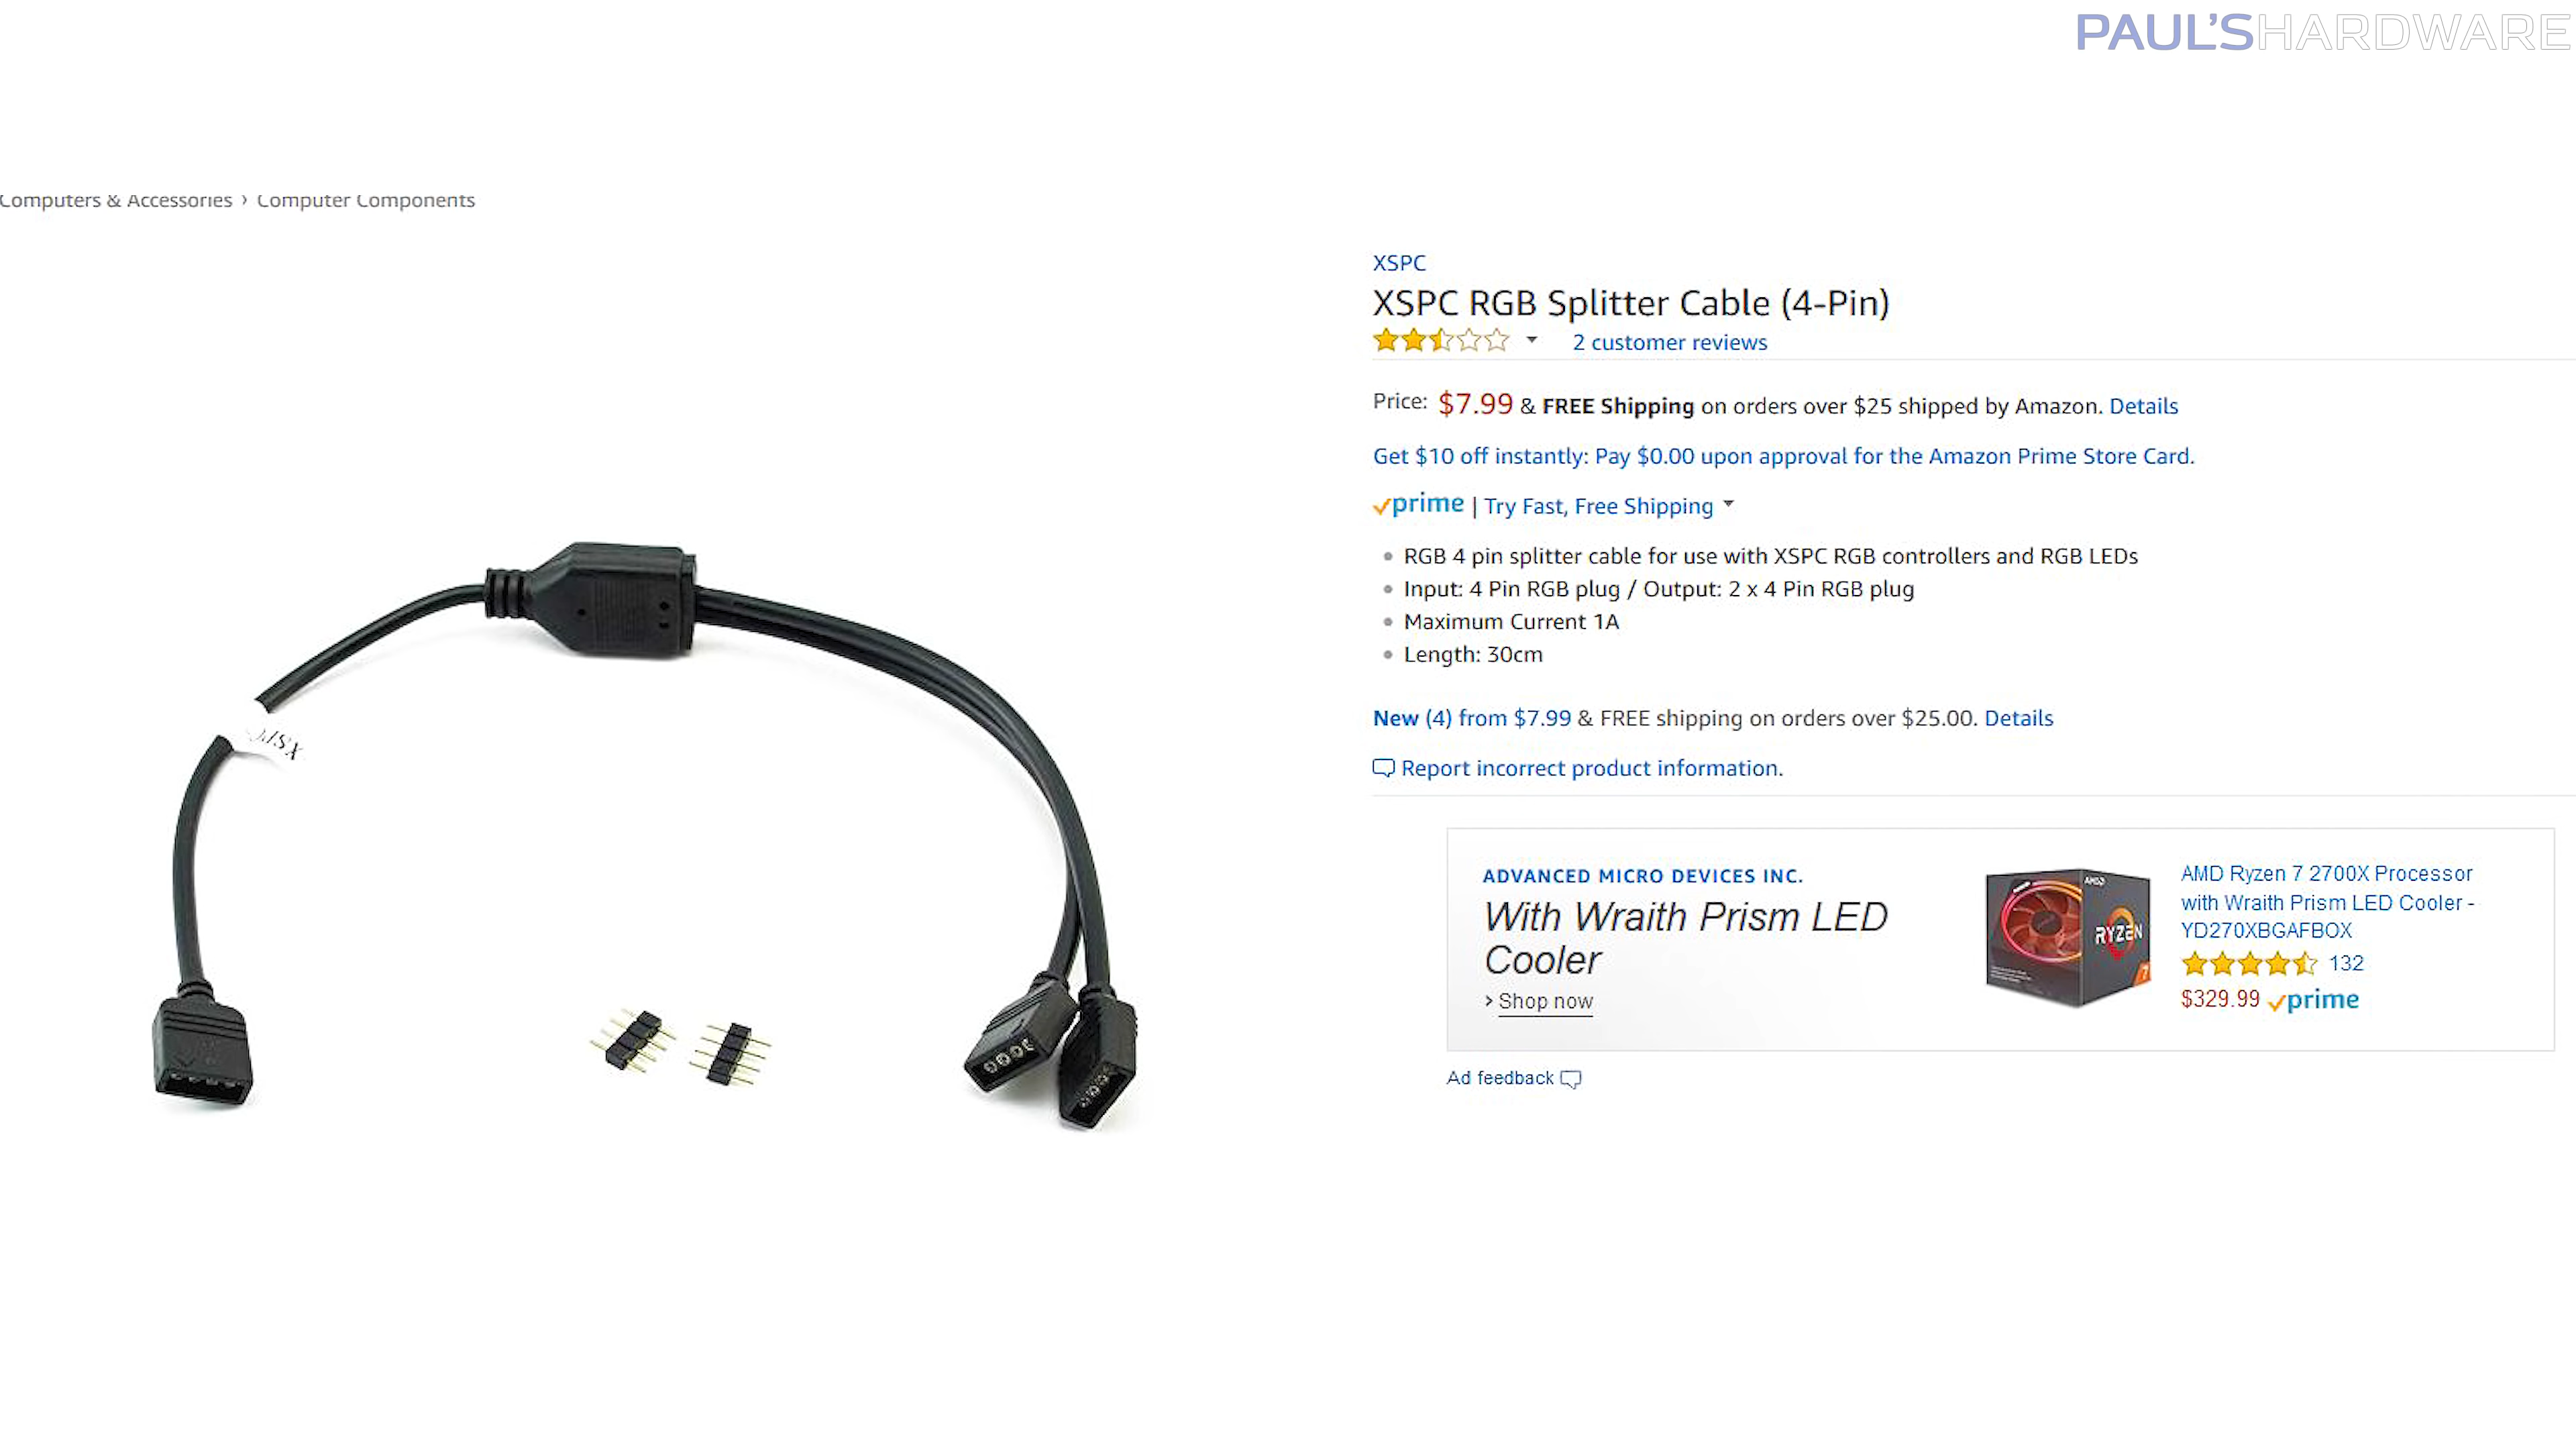 PAUL'SHARDWARE
Computers & Accessories › Computer Components
XSPC
XSPC RGB Splitter Cable (4-Pin)
2 customer reviews
Price: $7.99 & FREE Shipping on orders over $25 shipped by Amazon. Details
Get $10 off instantly: Pay $0.00 upon approval for the Amazon Prime Store Card.
prime | Try Fast, Free Shipping
RGB 4 pin splitter cable for use with XSPC RGB controllers and RGB LEDs
Input: 4 Pin RGB plug / Output: 2 x 4 Pin RGB plug
Maximum Current 1A
Length: 30cm
New (4) from $7.99 & FREE shipping on orders over $25.00. Details
Report incorrect product information.
ADVANCED MICRO DEVICES INC.
With Wraith Prism LED
Cooler
› Shop now
AMD
RYZEN
7
AMD Ryzen 7 2700X Processor
with Wraith Prism LED Cooler -
YD270XBGAFBOX
132
$329.99 prime
Ad feedback